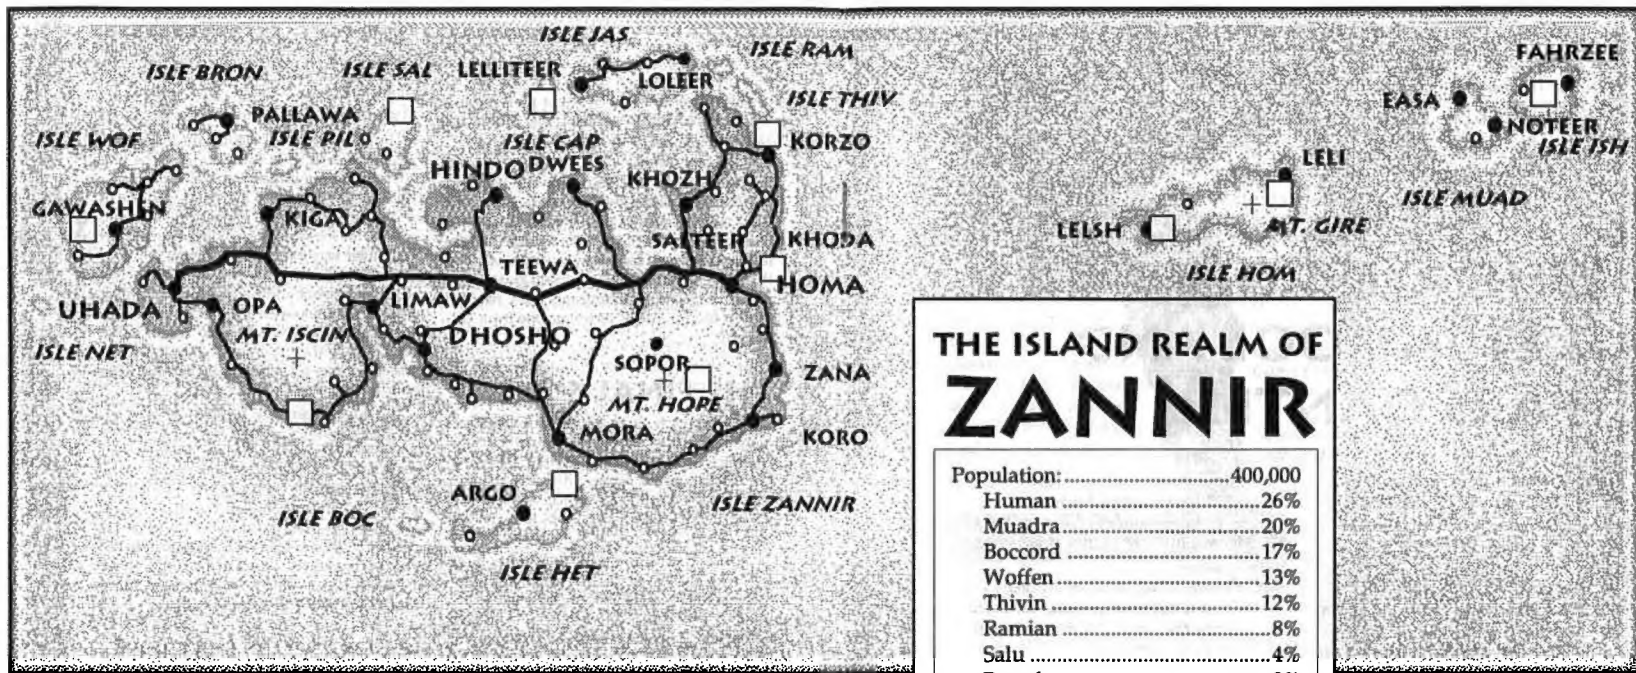 ISLE JAS
ISLE RAM
ISLE BRON
ISLE SAL
LELLITEER
LOLEER
ISLE THIV
PALLAWA
ISLE PIL
ISLE CAP
KORZO
ISLE WOF
HINDO
DWEES
KHOZH
GAWASHEN
KIGA
SALTEER
KHODA
TEEWA
HOMA
UHADA
OPA
LIMAW
MT. ISCIN
DHOSHO
SOPOR
ISLE NET
ZANA
MT. HOPE
MORA
KORO
ARGO
ISLE ZANNIR
ISLE BOC
ISLE HET
FAHRZEE
EASA
NOTEER
ISLE ISH
LELI
ISLE MUAD
LELSH
MT. GIRE
ISLE HOM
THE ISLAND REALM OF
ZANNIR
Population: ............................ 400,000
Human .................................... 26%
Muadra ................................... 20%
Boccord .................................. 17%
Woffen ................................... 13%
Thivin .................................... 12%
Ramian ................................... 8%
Salu ........................................ 4%